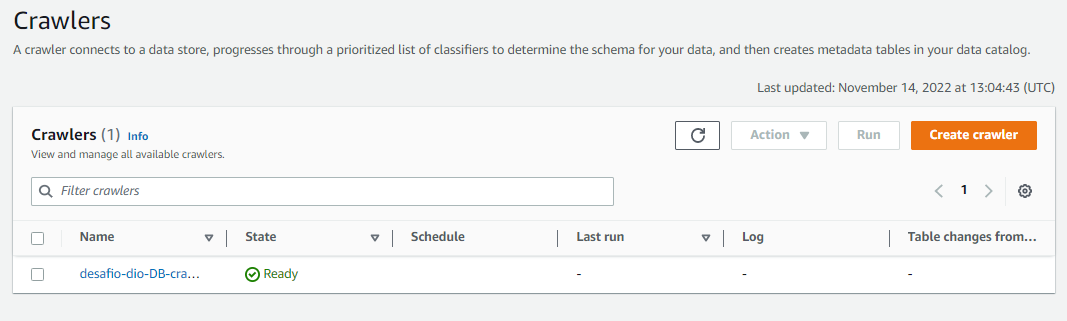 Crawlers
A crawler connects to a data store, progresses through a prioritized list of classifiers to determine the schema for your data, and then creates metadata tables in your data catalog.
Last updated: November 14, 2022 at 13:04:43 (UTC)
Crawlers (1) Info
View and manage all available crawlers.
Action
Run
Create crawler
Filter crawlers
1
Name State Schedule Last run Log Table changes from...
desafio-dio-DB-cra... Ready - - -